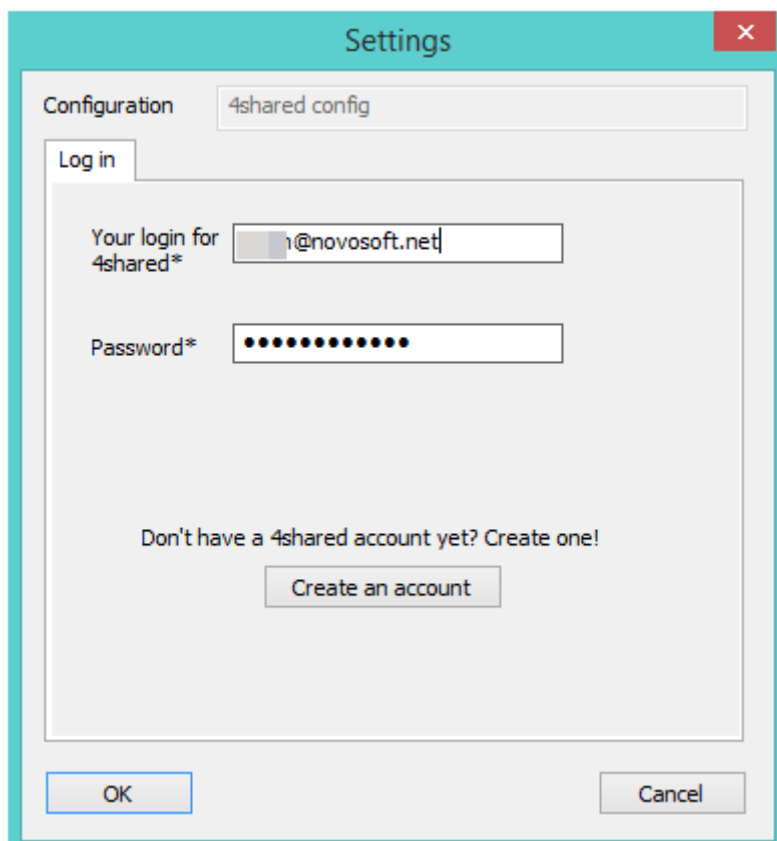 Settings
Configuration
4shared config
Log in
Your login for
4shared*
@novosoft.net
Password*
••••••••••••
Don't have a 4shared account yet? Create one!
Create an account
OK
Cancel